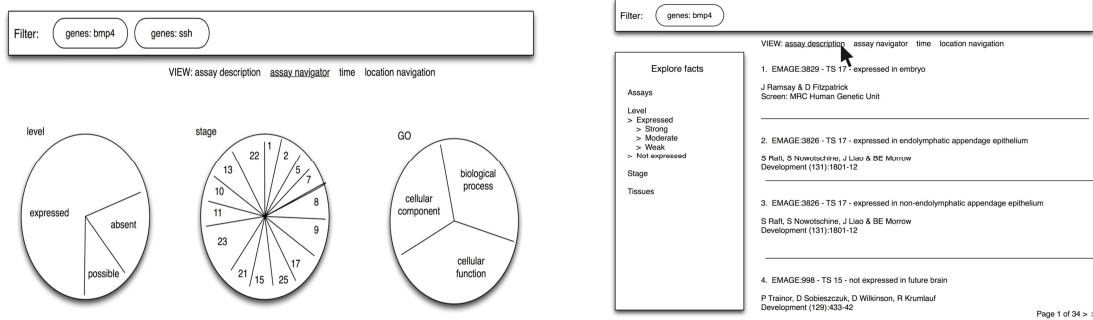 Filter: genes: bmp4 genes: ssh
VIEW: assay description assay navigator time location navigation
level
expressed
absent
possible
stage
1
2
5
7
8
9
17
25
15
21
23
11
10
13
22
GO
biological
process
cellular
component
cellular
function
Filter: genes: bmp4
VIEW: assay description assay navigator time location navigation
Explore facts
Assays
Level
> Expressed
> Strong
> Moderate
> Weak
> Not expressed
Stage
Tissues
1. EMAGE:3829 - TS 17 - expressed in embryo
J Ramsay & D Fitzpatrick
Screen: MRC Human Genetic Unit
2. EMAGE:3826 - TS 17 - expressed in endolymphatic appendage epithelium
S Raft, S Nowotschine, J Liao & BE Morrow
Development (131):1801-12
3. EMAGE:3826 - TS 17 - expressed in non-endolymphatic appendage epithelium
S Raft, S Nowotschine, J Liao & BE Morrow
Development (131):1801-12
4. EMAGE:998 - TS 15 - not expressed in future brain
P Trainor, D Sobieszczuk, D Wilkinson, R Krumlauf
Development (129):433-42
Page 1 of 34 > >